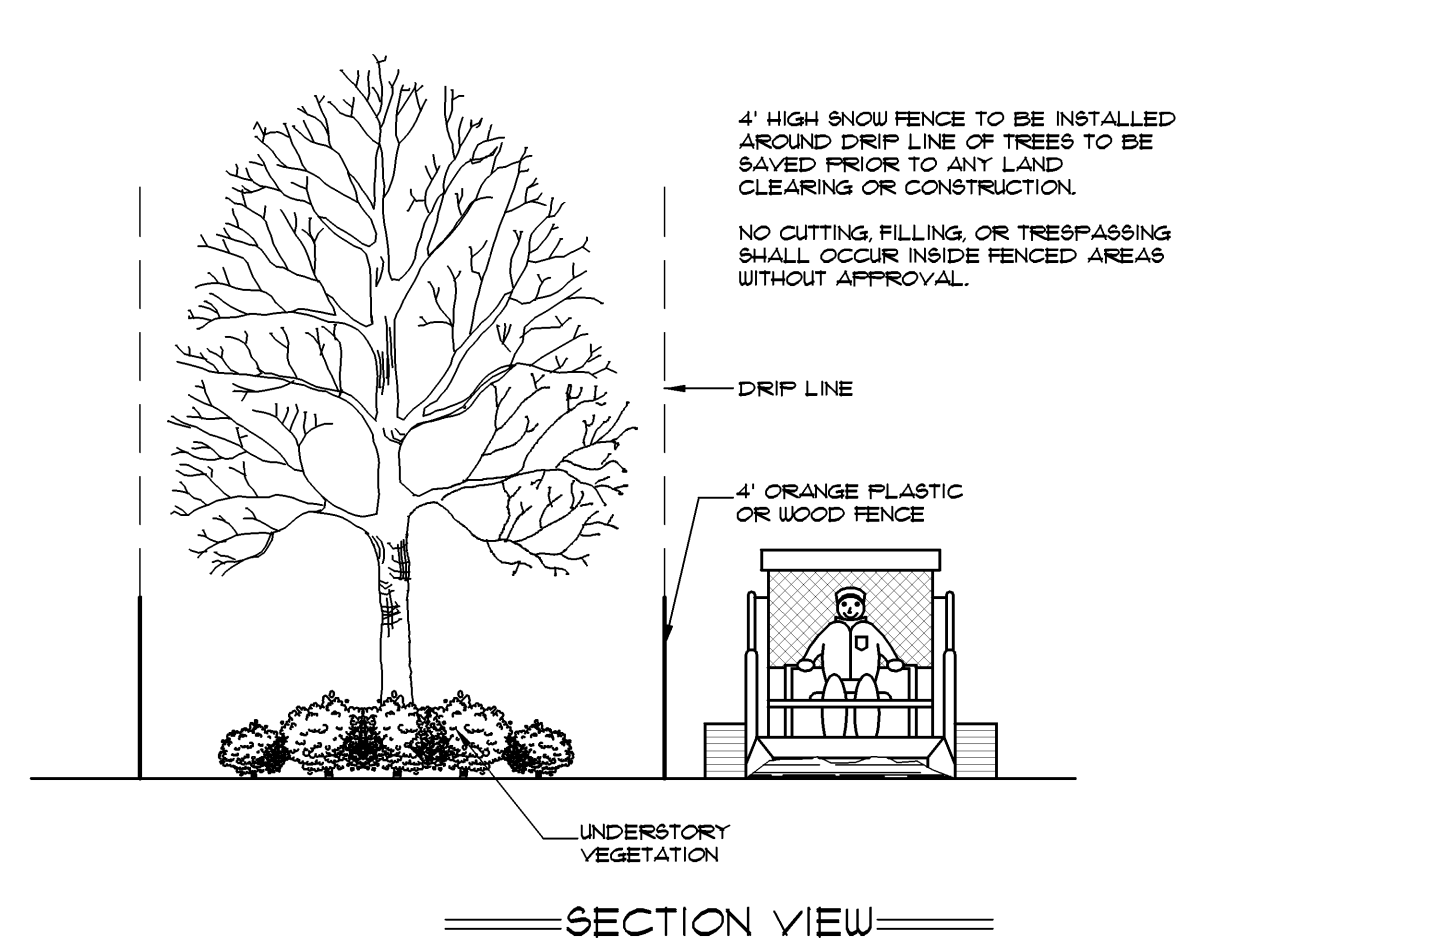 4' HIGH SNOW FENCE TO BE INSTALLED
AROUND DRIP LINE OF TREES TO BE
SAVED PRIOR TO ANY LAND
CLEARING OR CONSTRUCTION.
NO CUTTING, FILLING, OR TRESPASSING
SHALL OCCUR INSIDE FENCED AREAS
WITHOUT APPROVAL.
DRIP LINE
4' ORANGE PLASTIC
OR WOOD FENCE
UNDERSTORY
VEGETATION
SECTION VIEW